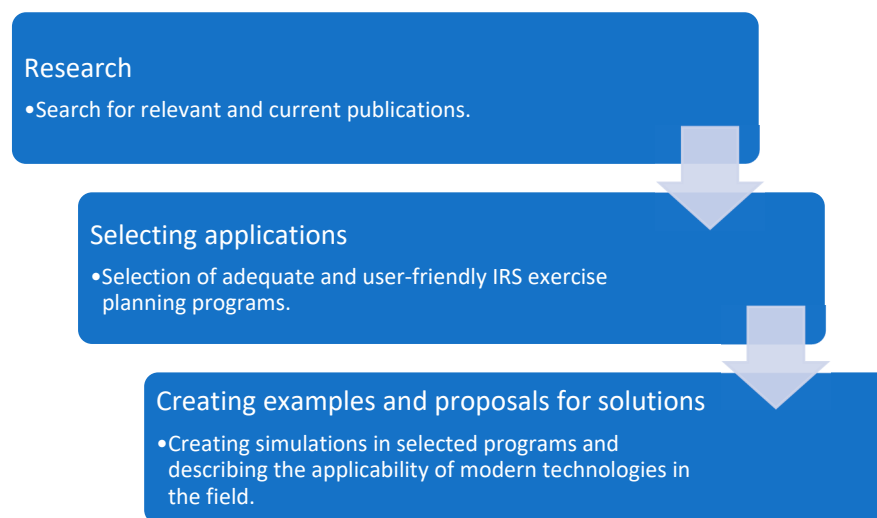 Research
•Search for relevant and current publications.
Selecting applications
•Selection of adequate and user-friendly IRS exercise
planning programs.
Creating examples and proposals for solutions
•Creating simulations in selected programs and
describing the applicability of modern technologies in
the field.